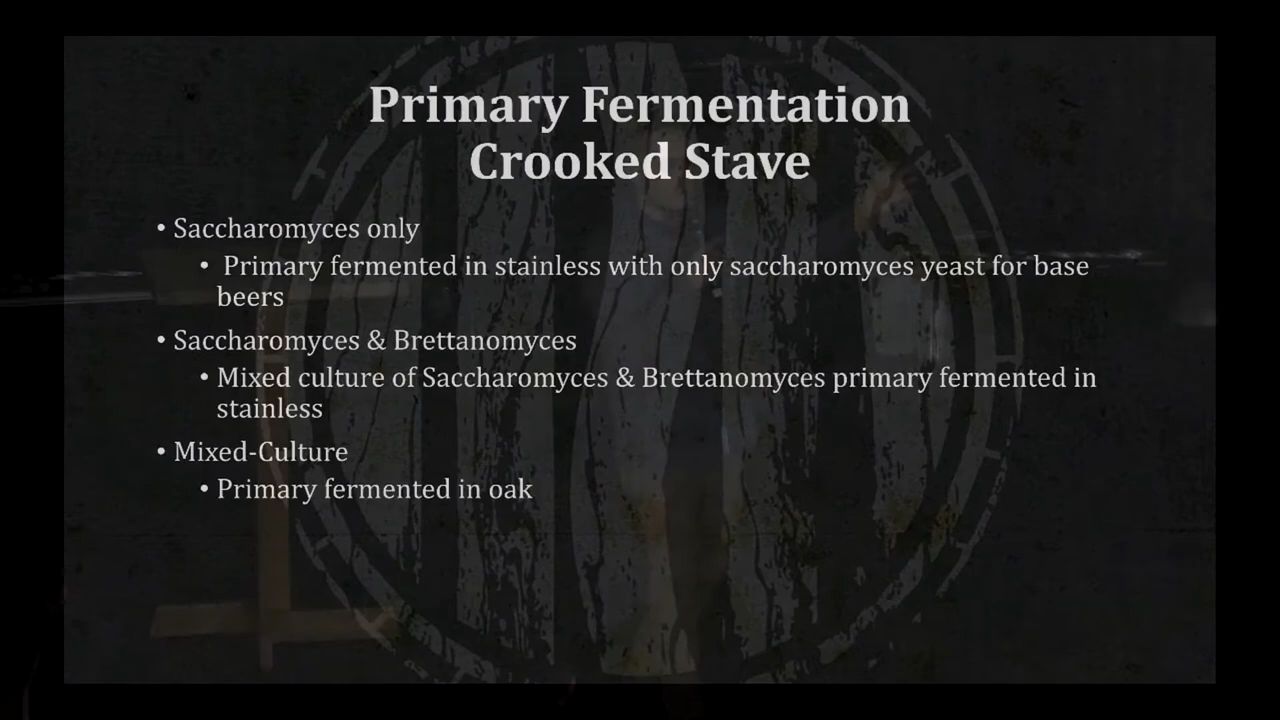 Primary Fermentation
Crooked Stave
• Saccharomyces only
• Primary fermented in stainless with only saccharomyces yeast for base
beers
• Saccharomyces & Brettanomyces
• Mixed culture of Saccharomyces & Brettanomyces primary fermented in
stainless
• Mixed-Culture
• Primary fermented in oak